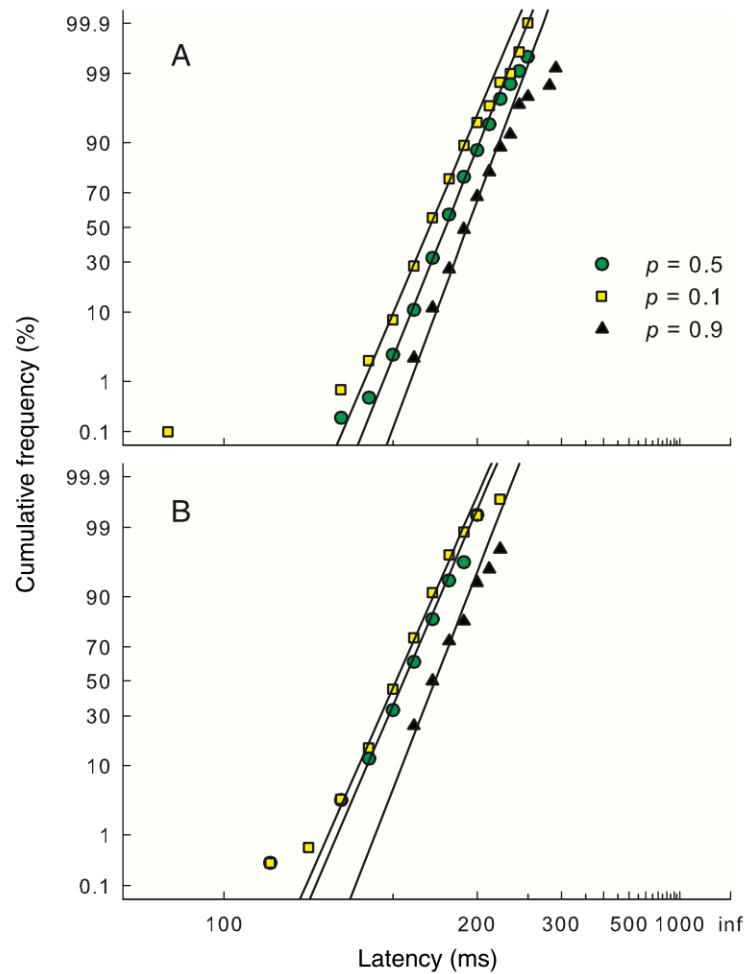 A
99.9
99
90
70
50
30
10
1
0.1
p = 0.5
p = 0.1
p = 0.9
Cumulative frequency (%)
B
99.9
99
90
70
50
30
10
1
0.1
100 200 300 500 1000 inf
Latency (ms)